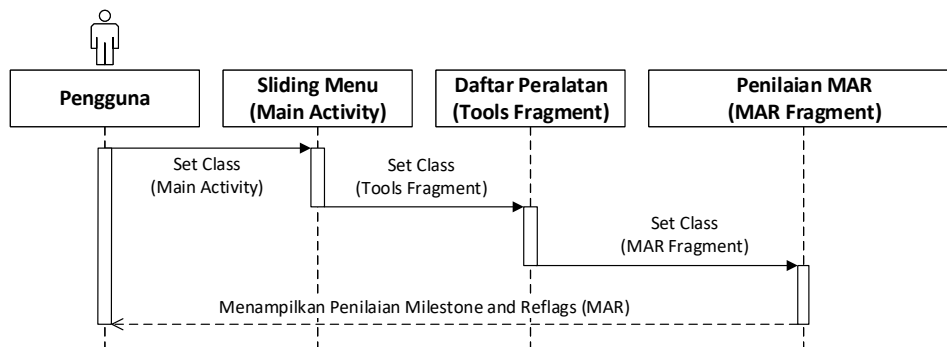 Pengguna
Sliding Menu
(Main Activity)
Daftar Peralatan
(Tools Fragment)
Penilaian MAR
(MAR Fragment)
Set Class
(Main Activity)
Set Class
(Tools Fragment)
Set Class
(MAR Fragment)
Menampilkan Penilaian Milestone and Reflags (MAR)